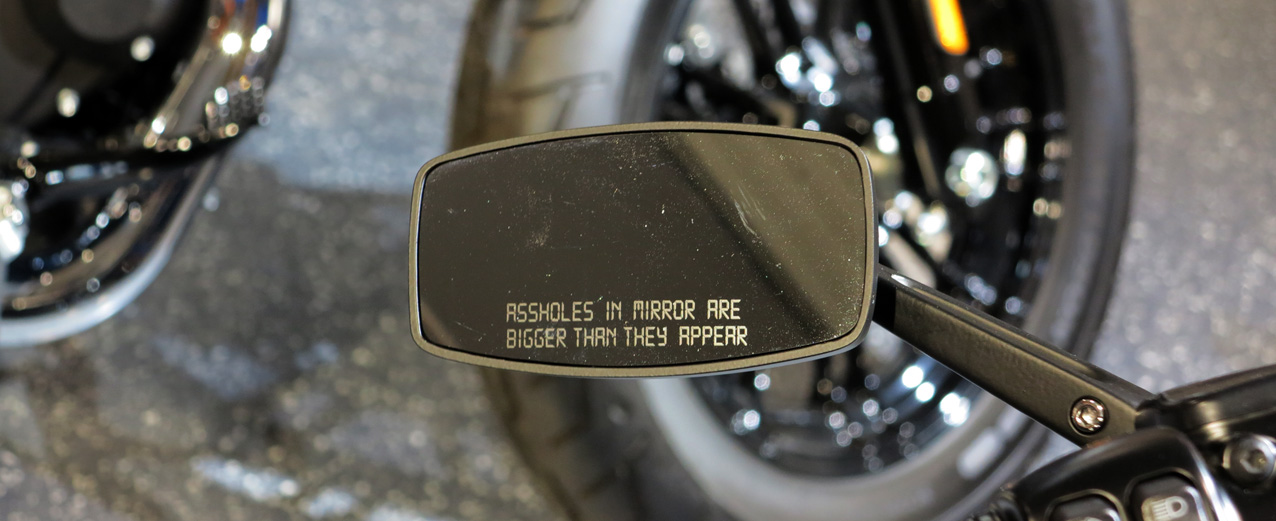 ASSHOLES IN MIRROR ARE
BIGGER THAN THEY APPEAR